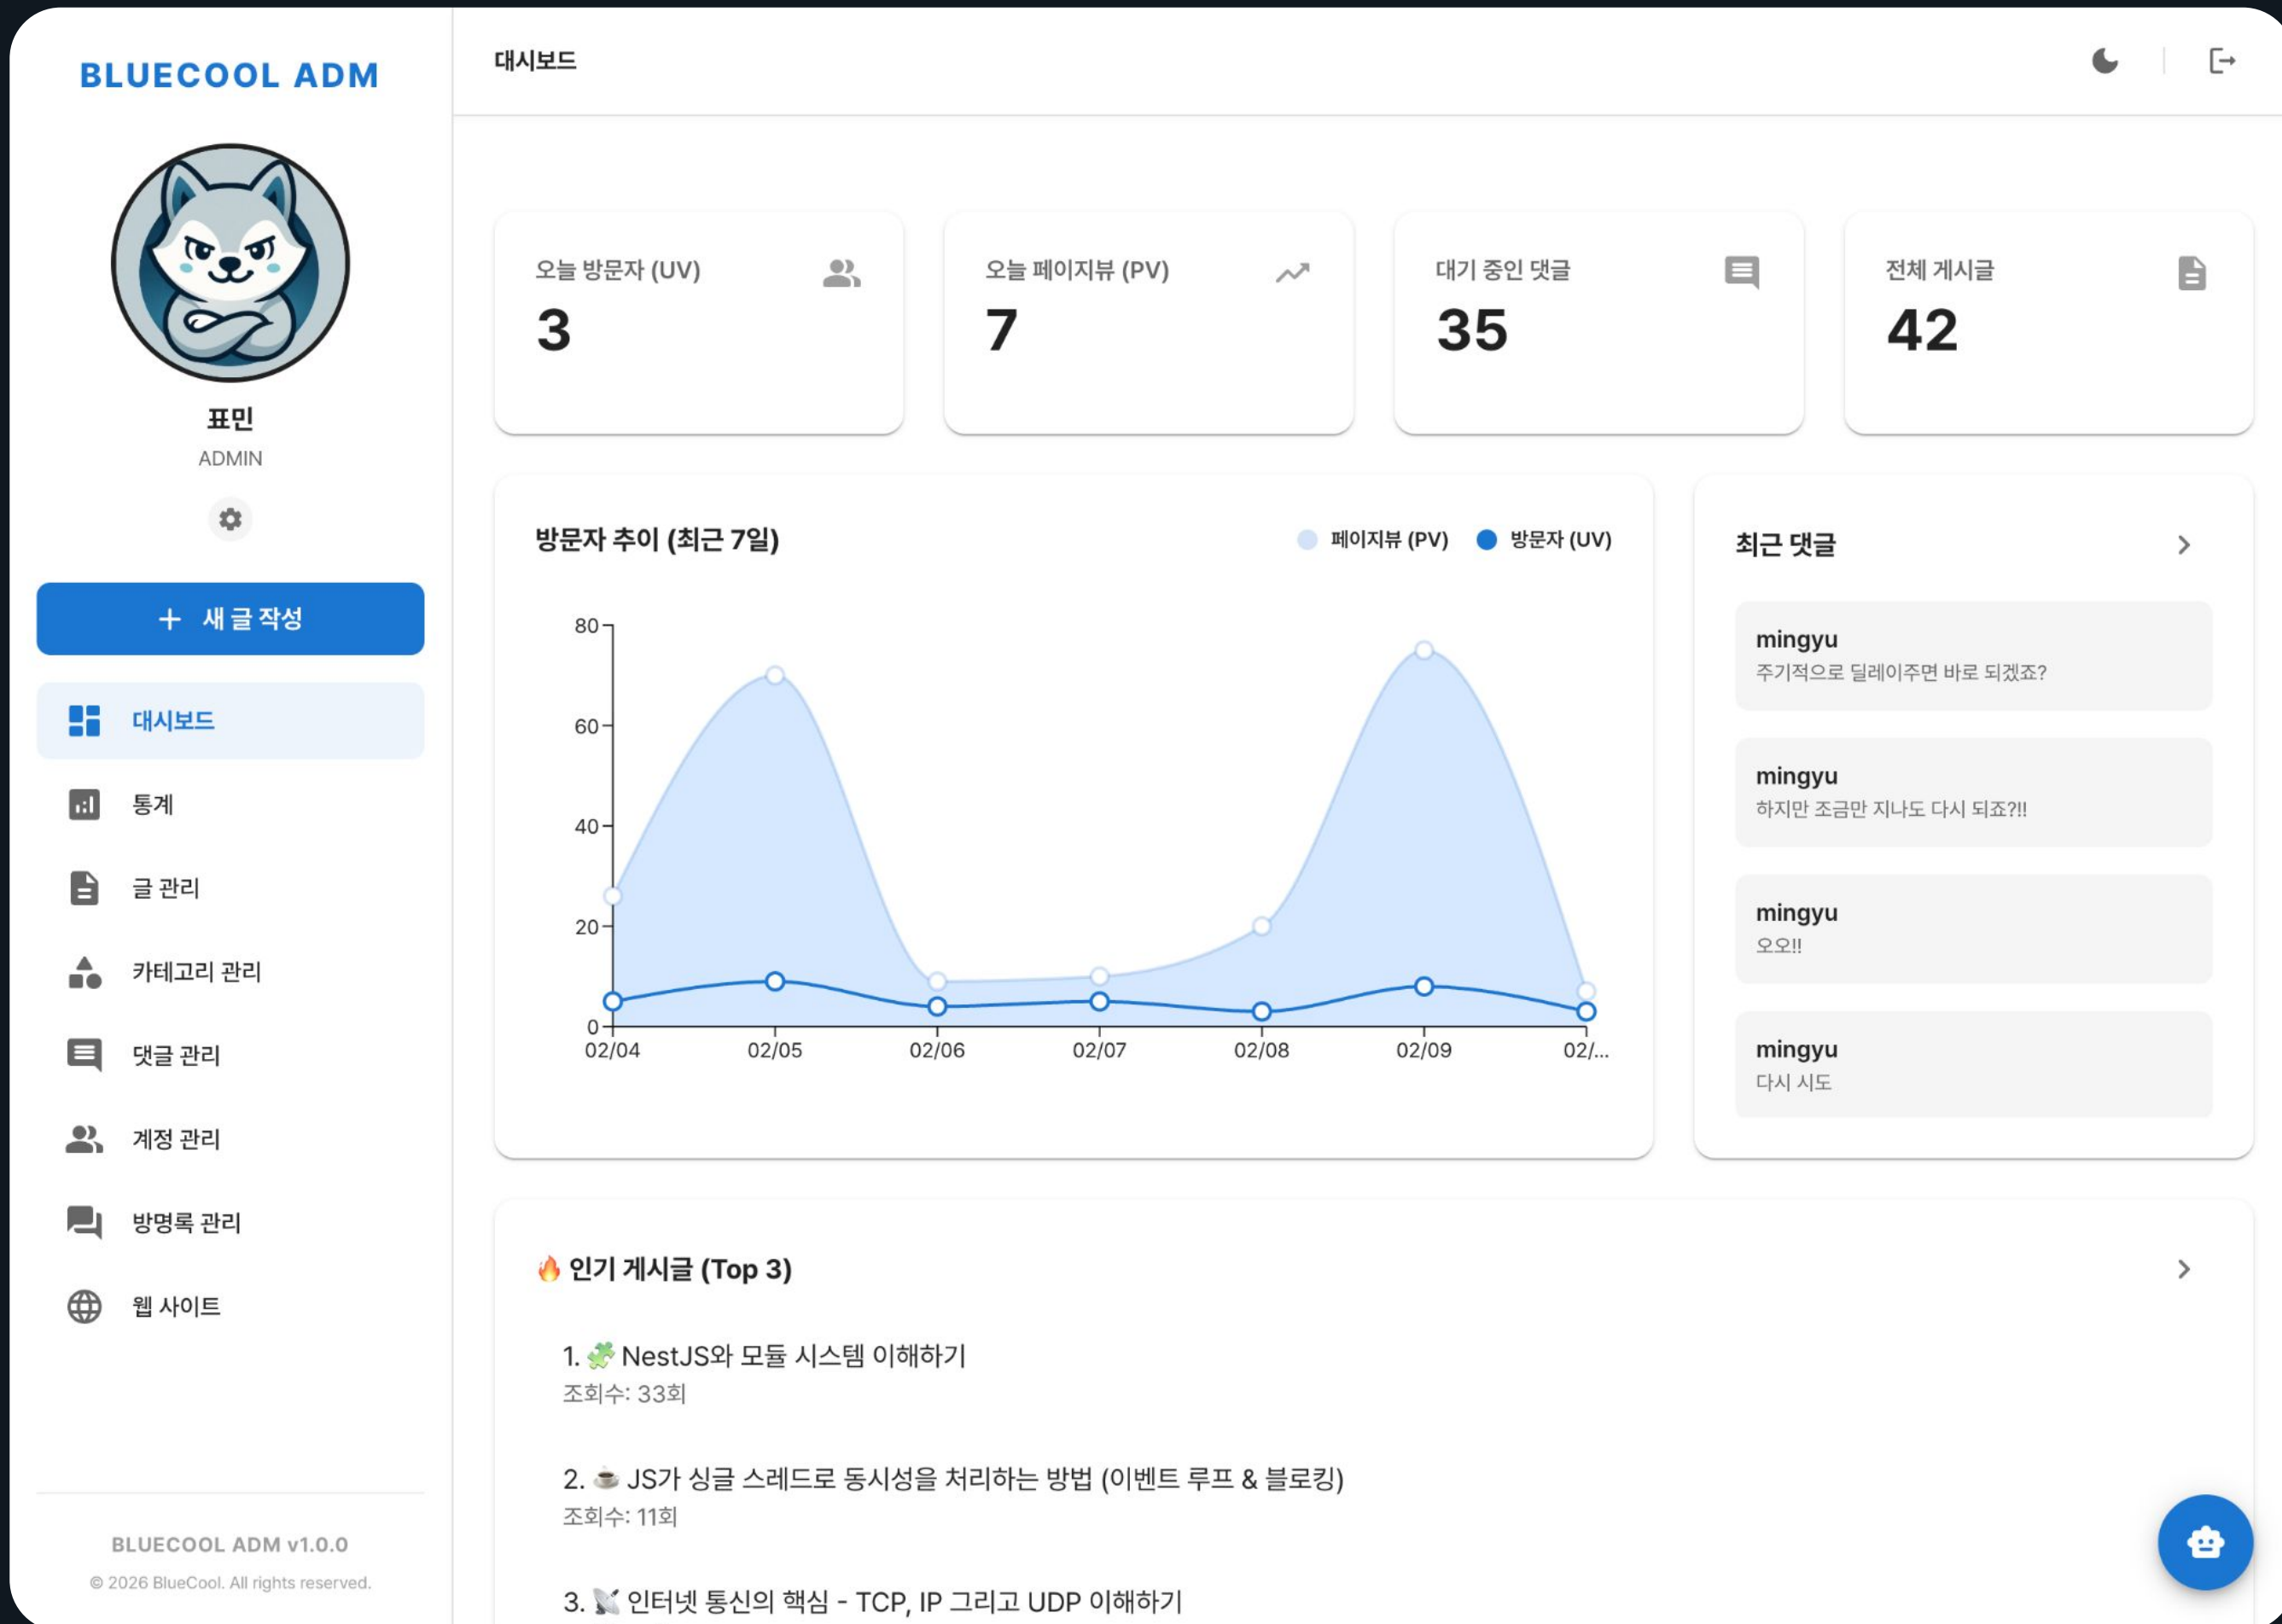 BLUECOOL ADM
표민
ADMIN
새 글 작성
대시보드
통계
글 관리
카테고리 관리
댓글 관리
계정 관리
방명록 관리
웹 사이트
BLUECOOL ADM v1.0.0
© 2026 BlueCool. All rights reserved.
대시보드
오늘 방문자 (UV)
3
오늘 페이지뷰 (PV)
7
대기 중인 댓글
35
전체 게시글
42
방문자 추이 (최근 7일)
페이지뷰 (PV) 방문자 (UV)
80
60
40
20
0
02/04 02/05 02/06 02/07 02/08 02/09 02/...
최근 댓글
mingyu
주기적으로 딜레이주면 바로 되겠죠?
mingyu
하지만 조금만 지나도 다시 되죠?!!
mingyu
오오!!
mingyu
다시 시도
🔥 인기 게시글 (Top 3)
1. 🧩 NestJS와 모듈 시스템 이해하기
조회수: 33회
2. ☕ JS가 싱글 스레드로 동시성을 처리하는 방법 (이벤트 루프 & 블로킹)
조회수: 11회
3. 📡 인터넷 통신의 핵심 - TCP, IP 그리고 UDP 이해하기